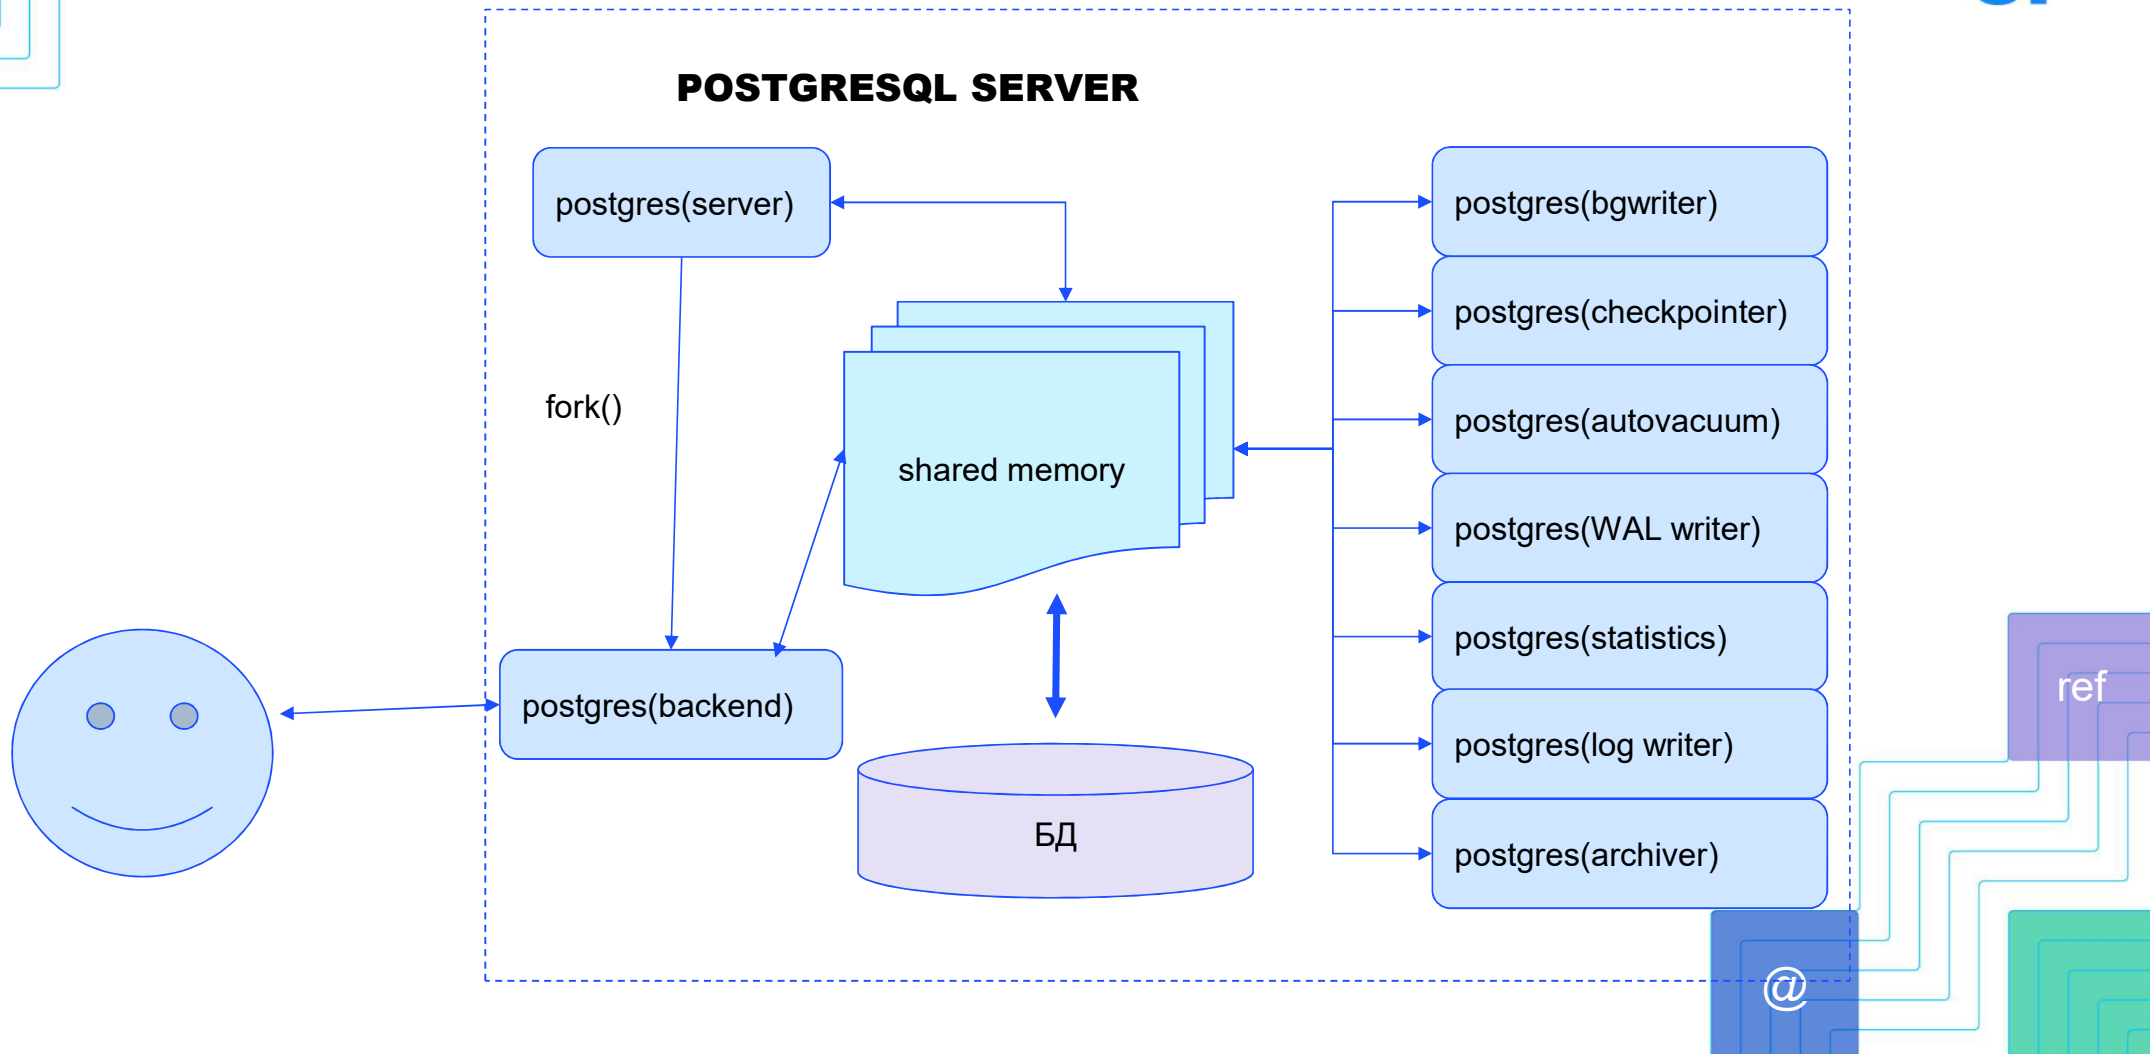 POSTGRESQL SERVER
postgres(server)
fork()
shared memory
postgres(backend)
БД
postgres(bgwriter)
postgres(checkpointer)
postgres(autovacuum)
postgres(WAL writer)
postgres(statistics)
postgres(log writer)
postgres(archiver)
ref
@